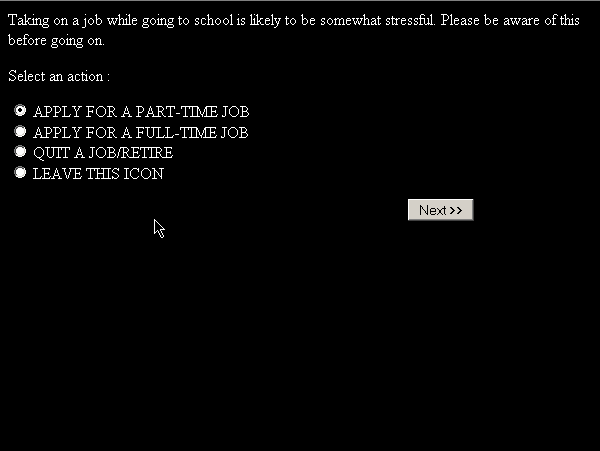 Taking on a job while going to school is likely to be somewhat stressful. Please be aware of this
before going on.
Select an action :
APPLY FOR A PART-TIME JOB
APPLY FOR A FULL-TIME JOB
QUIT A JOB/RETIRE
LEAVE THIS ICON
Next >>